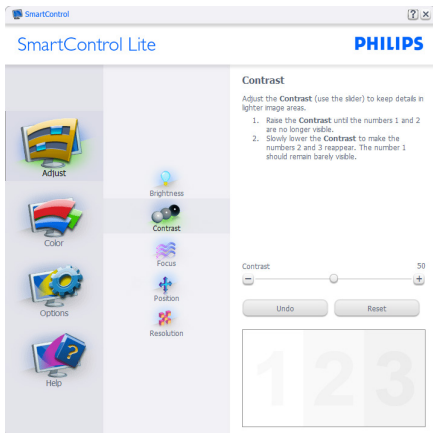 SmartControl
SmartControl Lite
PHILIPS
Adjust
Color
Options
Help
Brightness
Contrast
Focus
Position
Resolution
Contrast
Adjust the Contrast (use the slider) to keep details in
lighter image areas.
1. Raise the Contrast until the numbers 1 and 2
are no longer visible.
2. Slowly lower the Contrast to make the
numbers 2 and 3 reappear. The number 1
should remain barely visible.
Contrast 50
Undo Reset
1 2 3